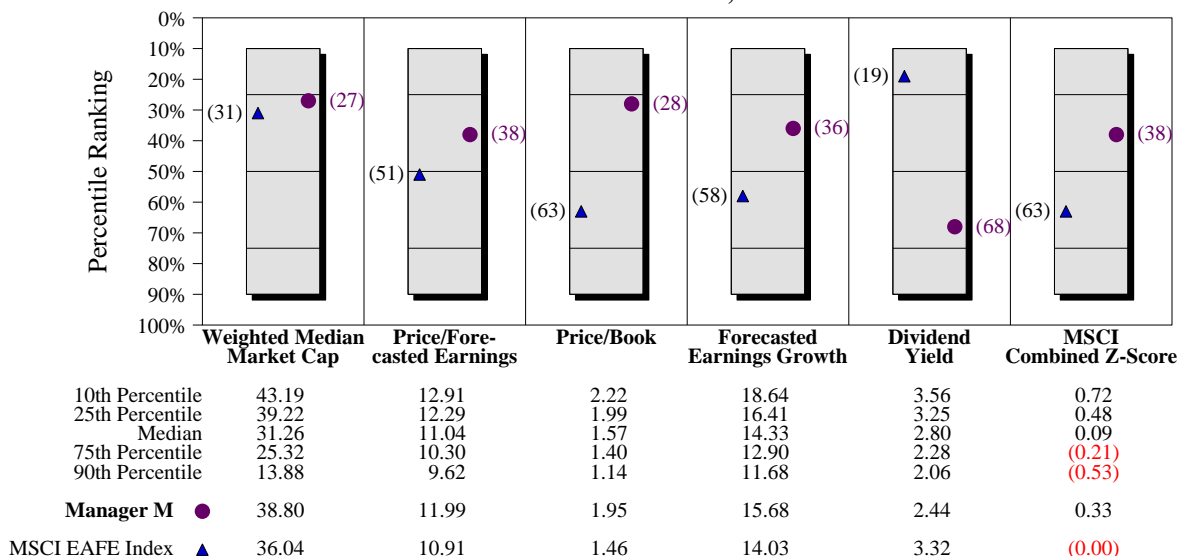 0%
10%
20%
30%
40%
50%
60%
70%
80%
90%
100%
Percentile Ranking
(31) (27)
(51) (38)
(63) (28)
(58) (36)
(19) (68)
(63) (38)
Weighted Median
Market Cap
Price/Fore-
casted Earnings
Price/Book
Forecasted
Earnings Growth
Dividend
Yield
MSCI
Combined Z-Score
10th Percentile 43.19 12.91 2.22 18.64 3.56 0.72
25th Percentile 39.22 12.29 1.99 16.41 3.25 0.48
Median 31.26 11.04 1.57 14.33 2.80 0.09
75th Percentile 25.32 10.30 1.40 12.90 2.28 (0.21)
90th Percentile 13.88 9.62 1.14 11.68 2.06 (0.53)
Manager M 38.80 11.99 1.95 15.68 2.44 0.33
MSCI EAFE Index 36.04 10.91 1.46 14.03 3.32 (0.00)